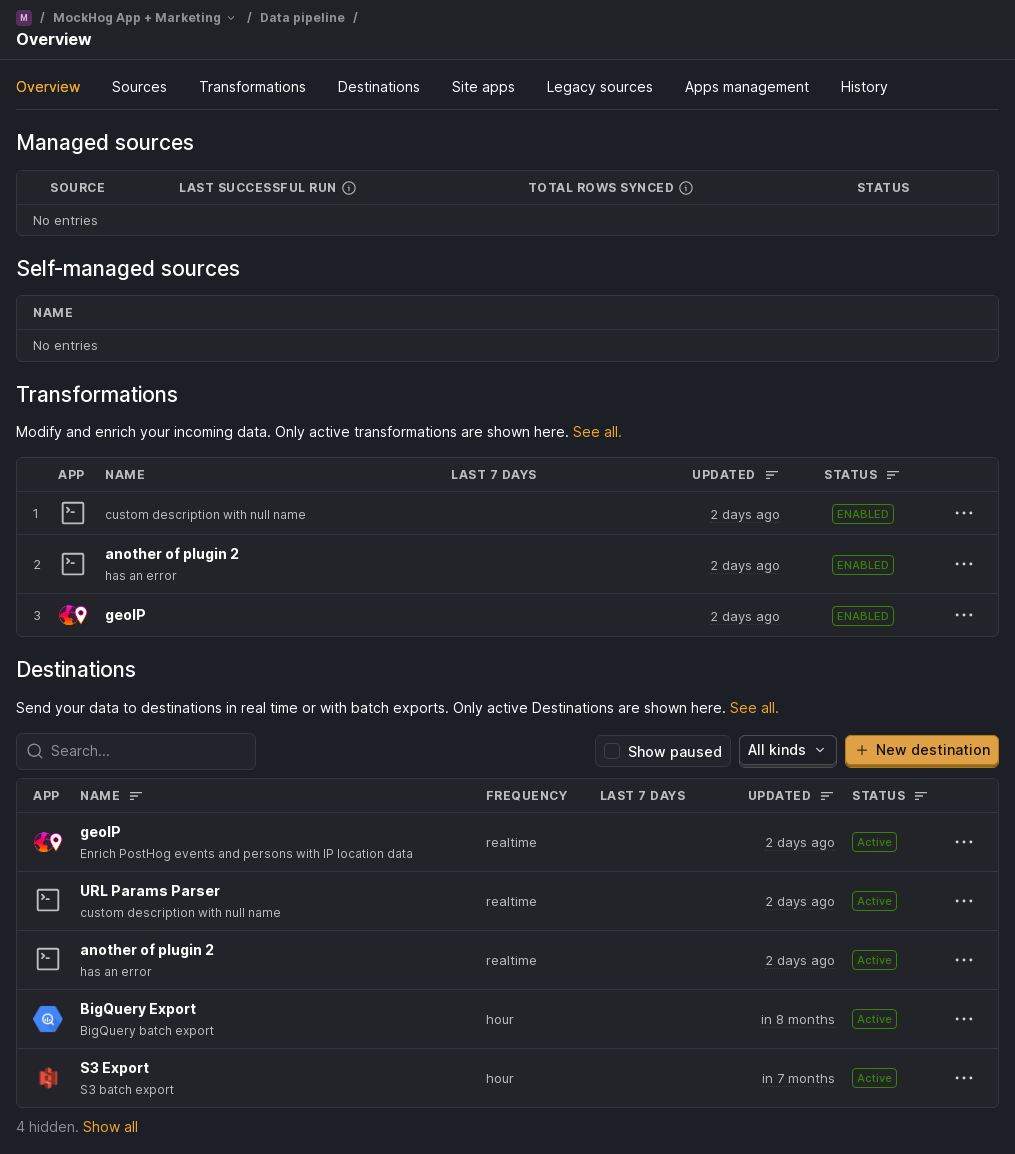 M / MockHog App + Marketing / Data pipeline /
Overview
Overview Sources Transformations Destinations Site apps Legacy sources Apps management History
Managed sources
SOURCE LAST SUCCESSFUL RUN TOTAL ROWS SYNCED STATUS
No entries
Self-managed sources
NAME
No entries
Transformations
Modify and enrich your incoming data. Only active transformations are shown here. See all.
APP NAME LAST 7 DAYS UPDATED STATUS
1 custom description with null name 2 days ago ENABLED
another of plugin 2
2 2 days ago ENABLED
has an error
3 geoIP 2 days ago ENABLED
Destinations
Send your data to destinations in real time or with batch exports. Only active Destinations are shown here. See all.
Search... Show paused All kinds New destination
APP NAME FREQUENCY LAST 7 DAYS UPDATED STATUS
geoIP
realtime 2 days ago Active
Enrich PostHog events and persons with IP location data
URL Params Parser
realtime 2 days ago Active
custom description with null name
another of plugin 2
realtime 2 days ago Active
has an error
BigQuery Export
hour in 8 months Active
BigQuery batch export
S3 Export
hour in 7 months Active
S3 batch export
4 hidden. Show all